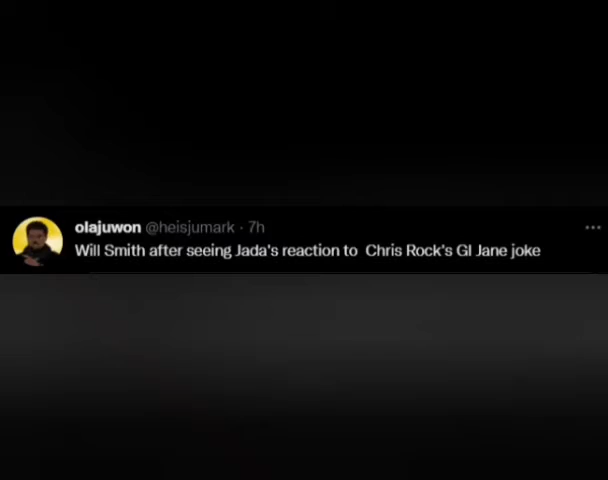 olajuwon @heisjumark · 7h
Will Smith after seeing Jada's reaction to  Chris Rock's GI Jane joke